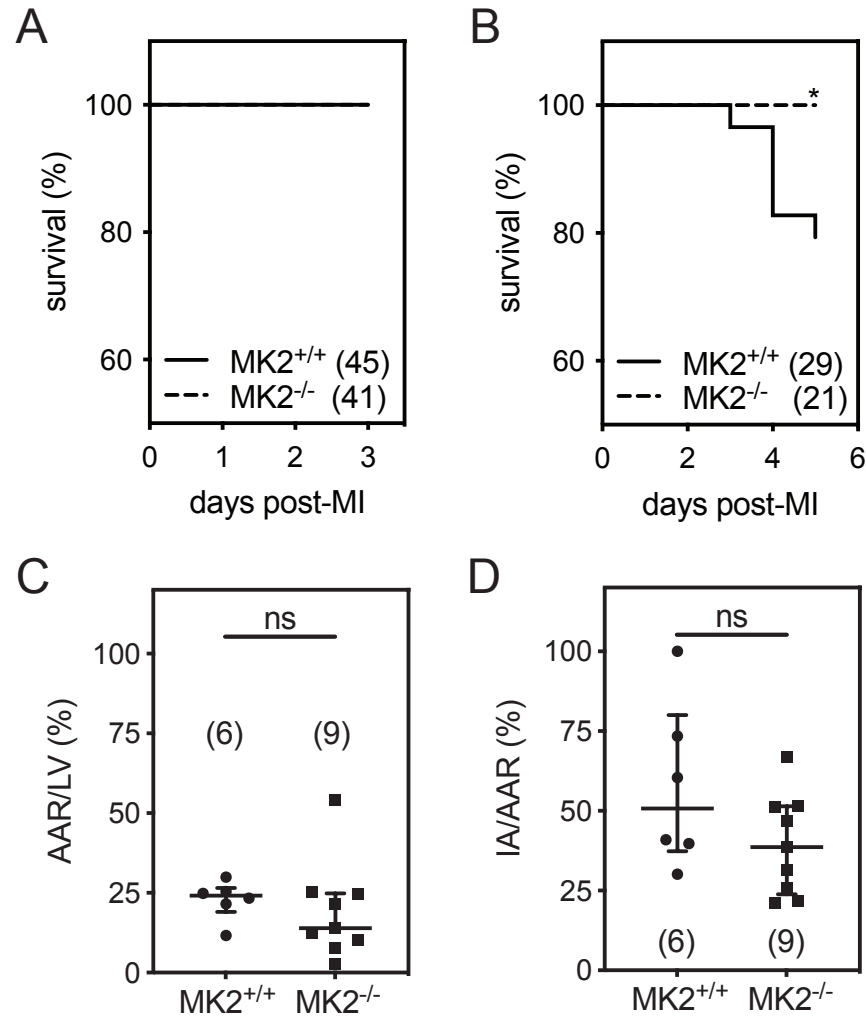 A
survival (%)
100
80
60
MK2+/+ (45)
MK2-/- (41)
0 1 2 3
days post-MI
B
survival (%)
100
80
60
*
MK2+/+ (29)
MK2-/- (21)
0 2 4 6
days post-MI
C
AAR/LV (%)
100
75
50
25
0
ns
(6) (9)
MK2+/+ MK2-/-
D
IA/AAR (%)
100
75
50
25
0
ns
(6) (9)
MK2+/+ MK2-/-